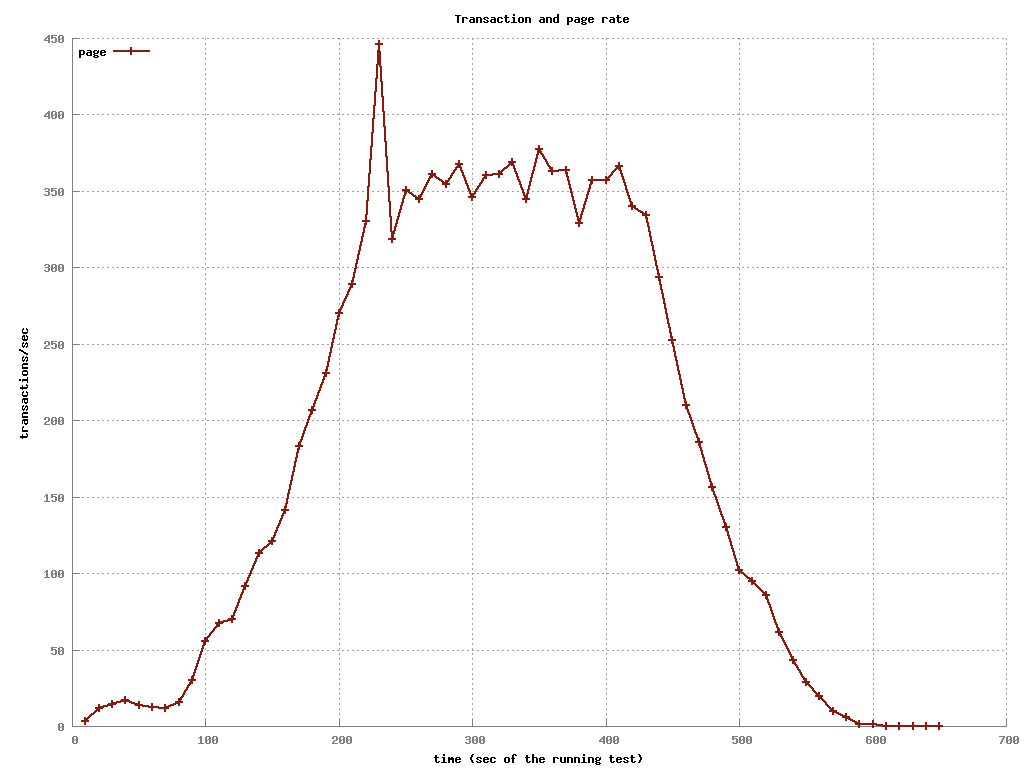 Transaction and page rate
450
page
400
350
300
250
transactions/sec
200
150
100
50
0
0 100 200 300 400 500 600 700
time (sec of the running test)